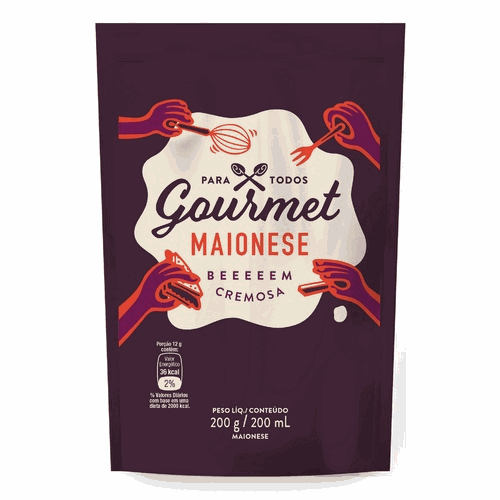 PARA TODOS
Gourmet
MAIONESE
BEEEEEM
CREMOSA
Porção 12 g
contém:
Valor
Energético
36 kcal
2%
% Valores Diários
com base em uma
dieta de 2000 kcal.
PESO LÍQ./ CONTEÚDO
200 g / 200 mL
MAIONESE